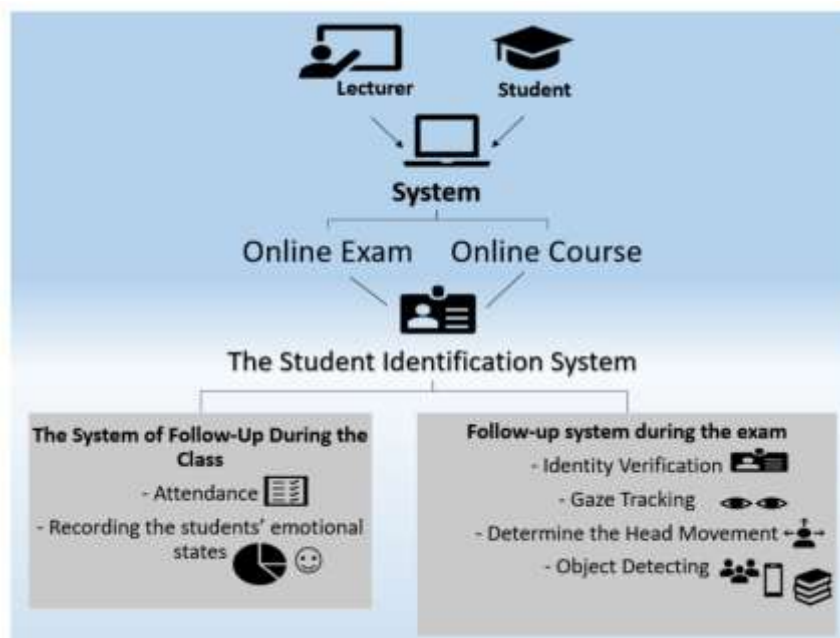 Lecturer
Student
System
Online Exam
Online Course
The Student Identification System
The System of Follow-Up During the
Class
- Attendance
- Recording the students' emotional
states
Follow-up system during the exam
- Identity Verification
- Gaze Tracking
- Determine the Head Movement
- Object Detecting